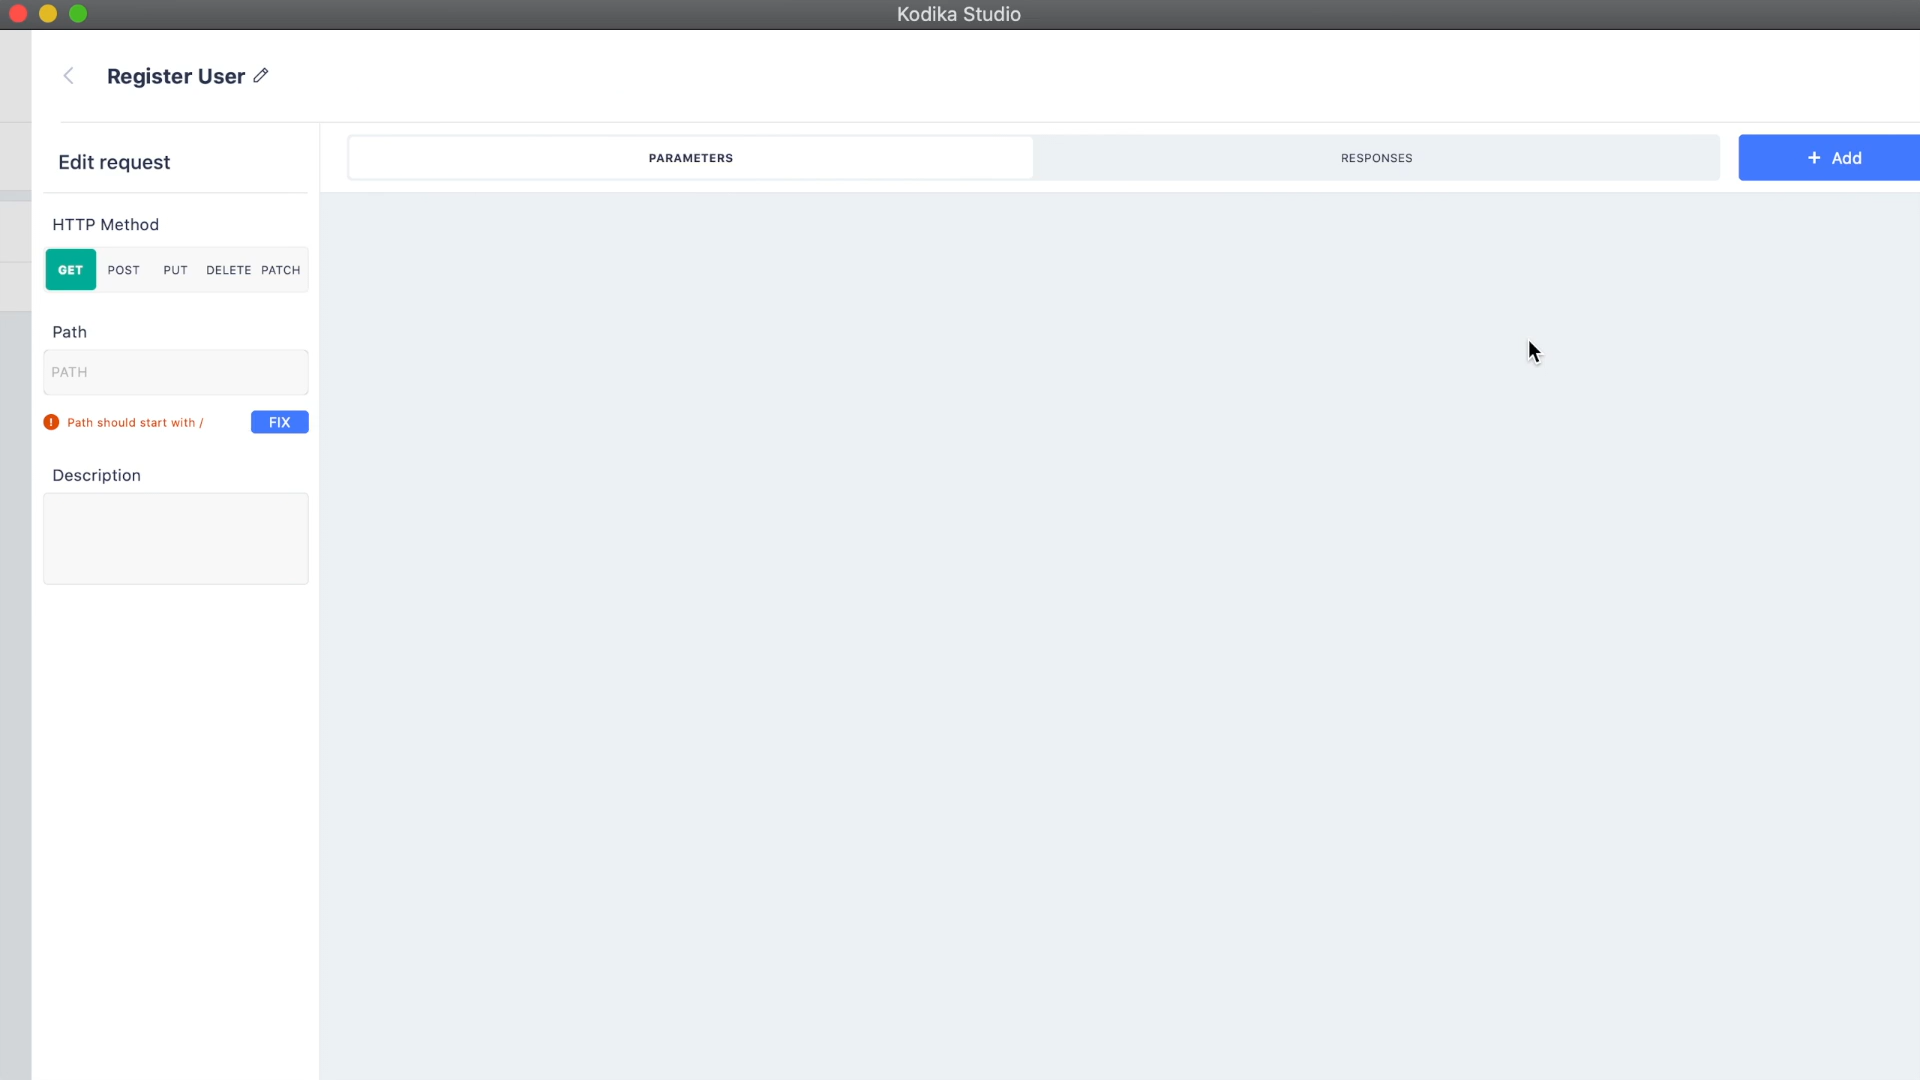 Kodika Studio
Register User
Edit request
PARAMETERS
RESPONSES
+ Add
HTTP Method
GET POST PUT DELETE PATCH
Path
PATH
! Path should start with / FIX
Description